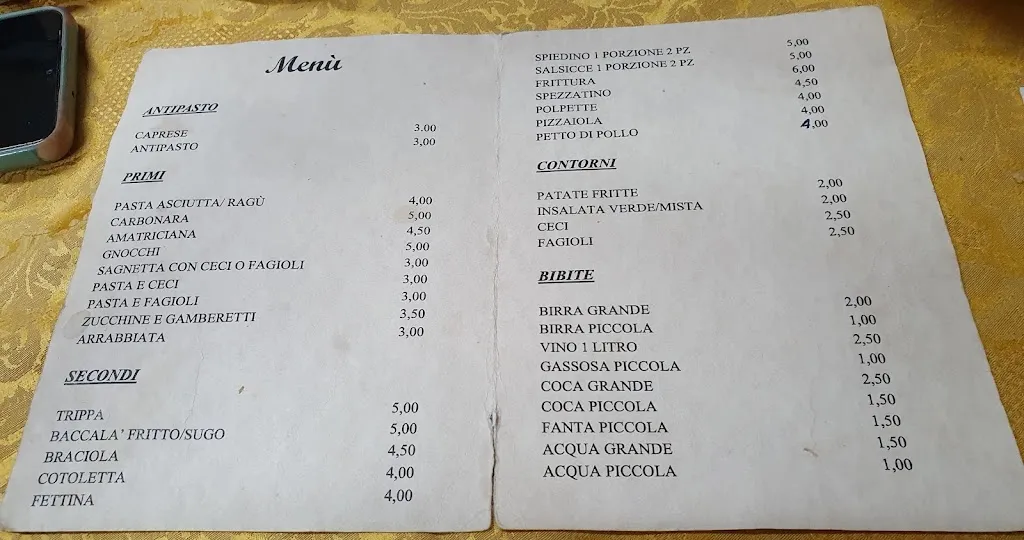 Menù
ANTIPASTO
CAPRESE 3.00
ANTIPASTO 3,00
PRIMI
PASTA ASCIUTTA/ RAGÙ 4,00
CARBONARA 5,00
AMATRICIANA 4,50
GNOCCHI 5,00
SAGNETTA CON CECI O FAGIOLI 3,00
PASTA E CECI 3,00
PASTA E FAGIOLI 3,00
ZUCCHINE E GAMBERETTI 3,50
ARRABBIATA 3,00
SECONDI
TRIPPA 5,00
BACCALA' FRITTO/SUGO 5,00
BRACIOLA 4,50
COTOLETTA 4,00
FETTINA 4,00
SPIEDINO 1 PORZIONE 2 PZ 5,00
SALSICCE 1 PORZIONE 2 PZ 5,00
FRITTURA 6,00
SPEZZATINO 4,50
POLPETTE 4,00
PIZZAIOLA 4,00
PETTO DI POLLO 4,00
CONTORNI
PATATE FRITTE 2,00
INSALATA VERDE/MISTA 2,00
CECI 2,50
FAGIOLI 2,50
BIBITE
BIRRA GRANDE 2,00
BIRRA PICCOLA 1,00
VINO 1 LITRO 2,50
GASSOSA PICCOLA 1,00
COCA GRANDE 2,50
COCA PICCOLA 1,50
FANTA PICCOLA 1,50
ACQUA GRANDE 1,50
ACQUA PICCOLA 1,00